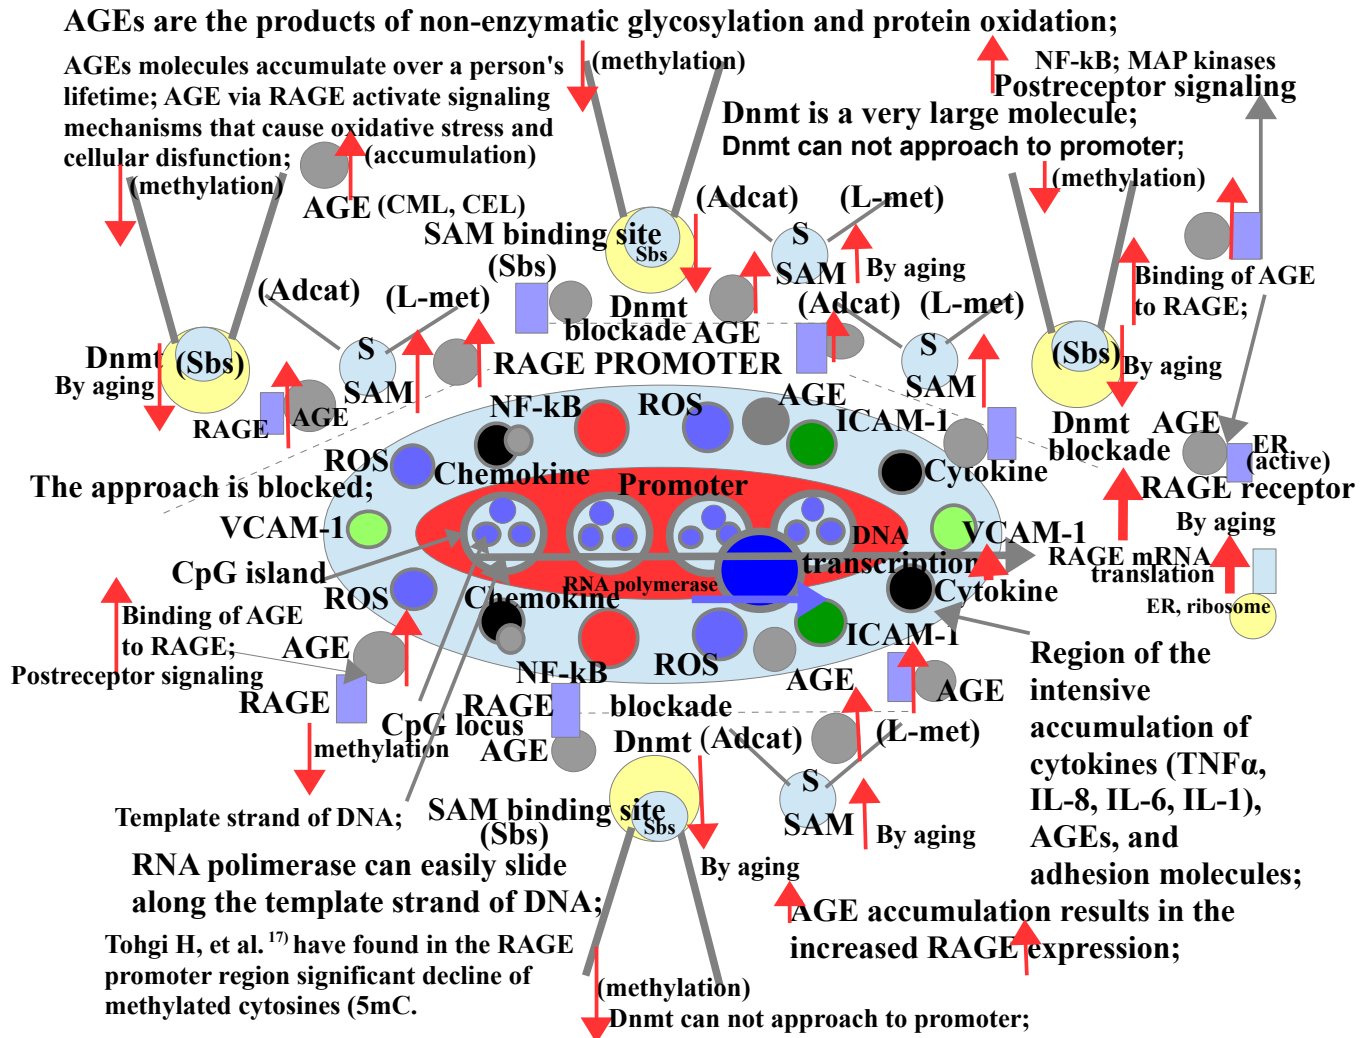 AGEs are the products of non-enzymatic glycosylation and protein oxidation;
AGEs molecules accumulate over a person's
lifetime; AGE via RAGE activate signaling
mechanisms that cause oxidative stress and
cellular disfunction;
(methylation)
(accumulation)
AGE (CML, CEL)
(methylation)
NF-kB; MAP kinases
Postreceptor signaling
Dnmt is a very large molecule;
Dnmt can not approach to promoter;
(methylation)
SAM binding site
(Sbs)
Sbs
(Adcat)
(L-met)
S
SAM
By aging
Binding of AGE
to RAGE;
(Adcat)
(L-met)
S
SAM
Dnmt
blockade
AGE
(Adcat)
(L-met)
S
SAM
Dnmt
(Sbs)
By aging
RAGE
AGE
RAGE PROMOTER
AGE
(Sbs)
By aging
Dnmt
blockade
AGE
ER
(active)
RAGE receptor
By aging
The approach is blocked;
NF-kB
ROS
ICAM-1
ROS
Chemokine
Cytokine
Promoter
VCAM-1
VCAM-1
DNA
transcription
RAGE mRNA
translation
ER, ribosome
CpG island
RNA polymerase
ROS
Chemokine
Cytokine
ICAM-1
NF-kB
ROS
Binding of AGE
to RAGE;
Postreceptor signaling
AGE
RAGE
methylation
CpG locus
RAGE
AGE
blockade
Dnmt
(Adcat)
(L-met)
AGE
AGE
S
SAM
By aging
Region of the
intensive
accumulation of
cytokines (TNFα,
IL-8, IL-6, IL-1),
AGEs, and
adhesion molecules;
Template strand of DNA;
SAM binding site
(Sbs)
Sbs
By aging
RNA polimerase can easily slide
along the template strand of DNA;
AGE accumulation results in the
increased RAGE expression;
Tohgi H, et al. 17) have found in the RAGE
promoter region significant decline of
methylated cytosines (5mC.
(methylation)
Dnmt can not approach to promoter;